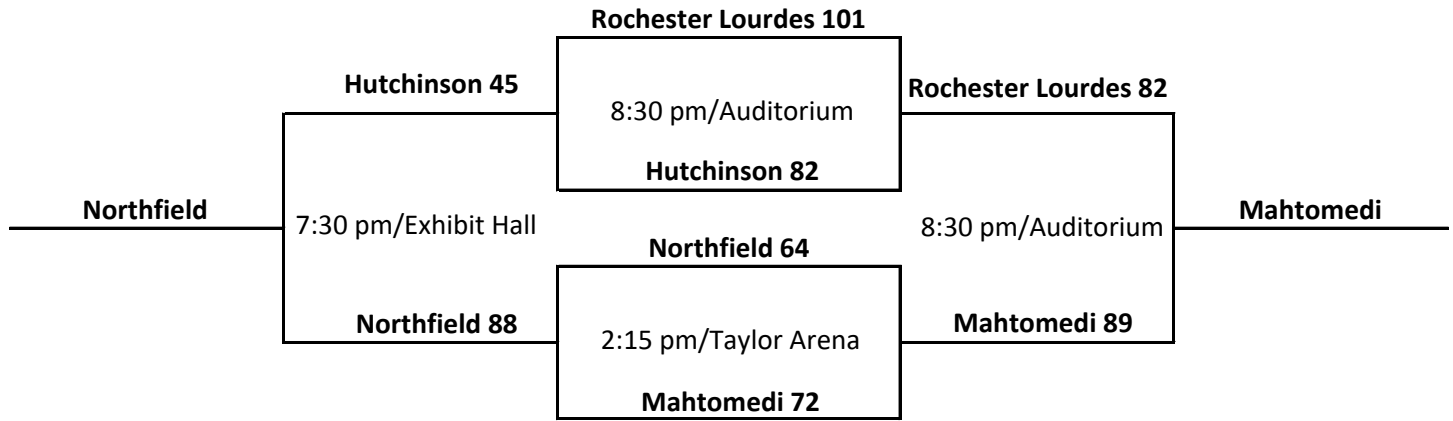 Rochester Lourdes 101
Hutchinson 45
8:30 pm/Auditorium
Rochester Lourdes 82
Hutchinson 82
Northfield
7:30 pm/Exhibit Hall
Northfield 64
8:30 pm/Auditorium
Mahtomedi
Northfield 88
2:15 pm/Taylor Arena
Mahtomedi 89
Mahtomedi 72